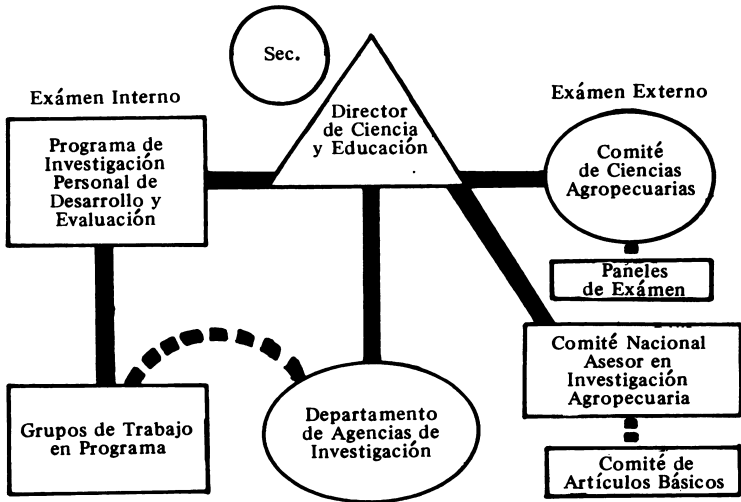 Sec.
Exámen Interno
Exámen Externo
Director
de Ciencia
y Educación
Programa de
Investigación
Personal de
Desarrollo y
Evaluación
Comité
de Ciencias
Agropecuarias
Pañeles
de Exámen
Comité Nacional
Asesor en
Investigación
Agropecuaria
Grupos de Trabajo
en Programa
Departamento
de Agencias de
Investigación
Comité de
Artículos Básicos